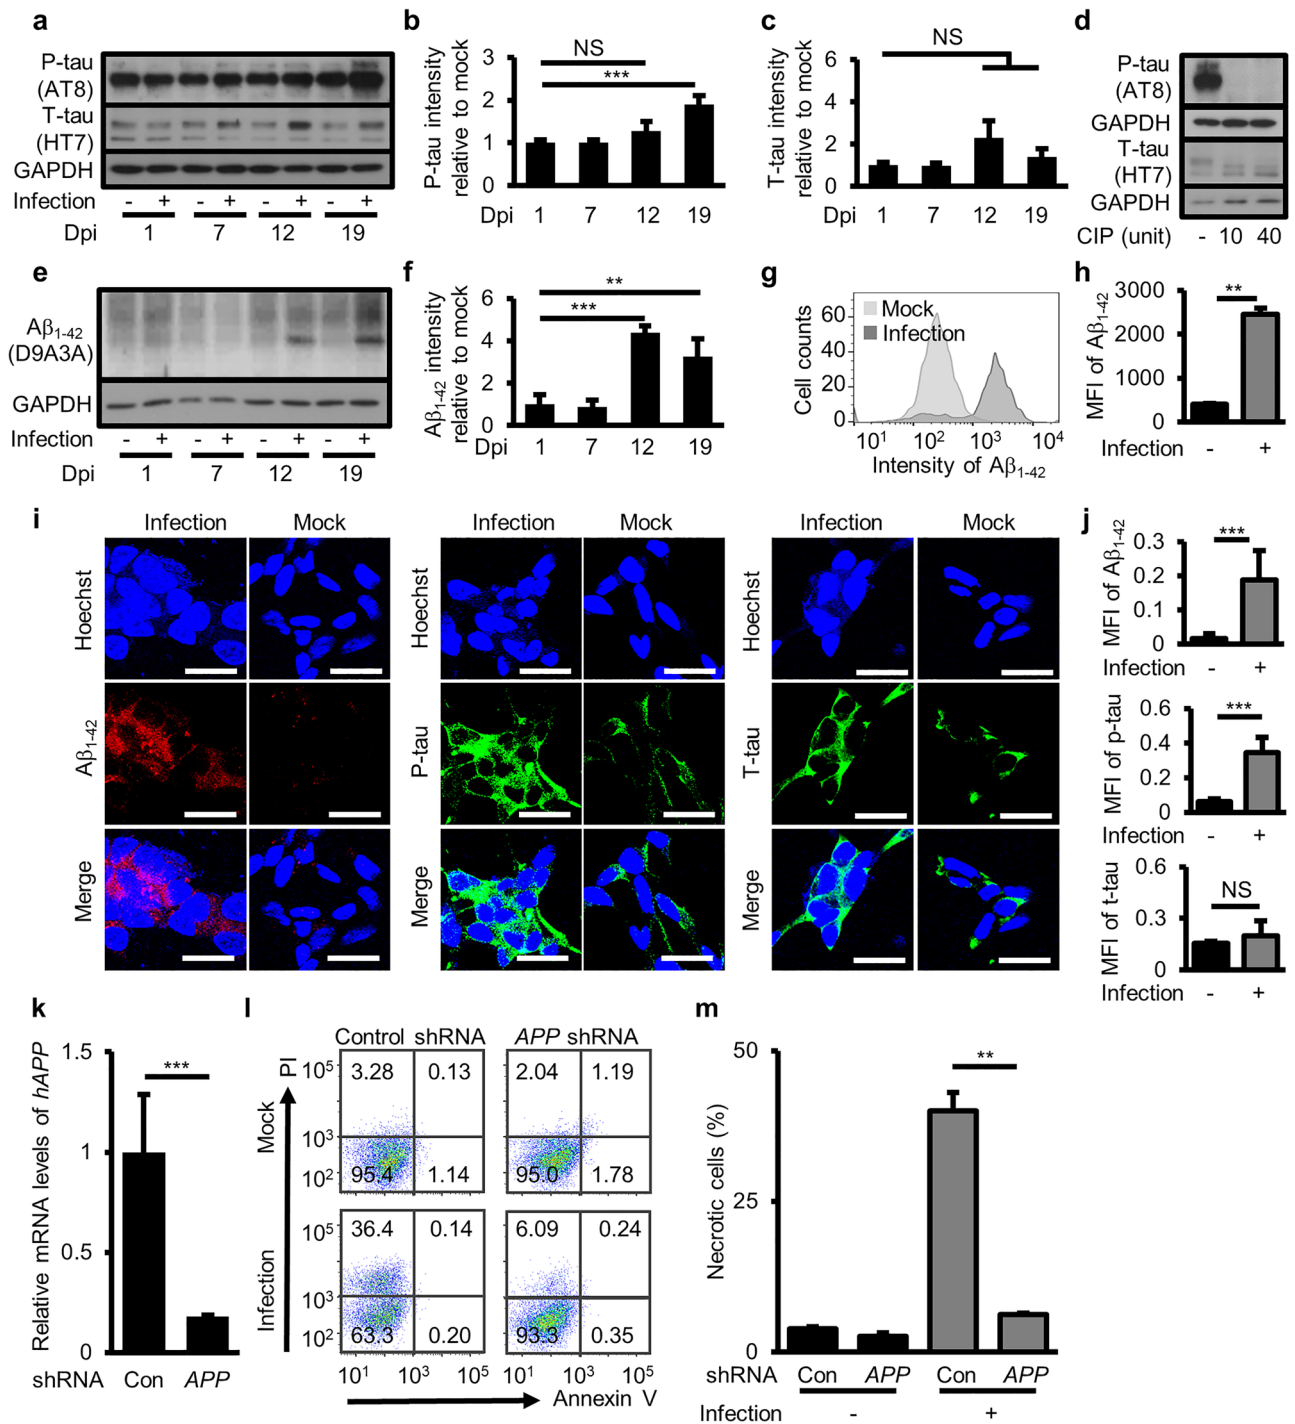 a
P-tau
(AT8)
T-tau
(HT7)
GAPDH
Infection - + - + - + - +
Dpi 1 7 12 19
b
P-tau intensity
relative to mock
3
2
1
0
NS
***
Dpi 1 7 12 19
c
T-tau intensity
relative to mock
6
4
2
0
NS
Dpi 1 7 12 19
d
P-tau
(AT8)
GAPDH
T-tau
(HT7)
GAPDH
CIP (unit) - 10 40
e
Aβ1-42
(D9A3A)
GAPDH
Infection - + - + - + - +
Dpi 1 7 12 19
f
Aβ1-42 intensity
relative to mock
6
4
2
0
**
***
Dpi 1 7 12 19
g
Cell counts
60
40
20
0
Mock
Infection
10¹ 10² 10³ 10⁴
Intensity of Aβ1-42
h
MFI of Aβ1-42
3000
2000
1000
0
**
Infection - +
i
Infection Mock Infection Mock Infection Mock
Hoechst Hoechst Hoechst
Aβ1-42 P-tau T-tau
Merge Merge Merge
j
MFI of Aβ1-42
0.3
0.2
0.1
0
***
Infection - +
MFI of p-tau
0.6
0.4
0.2
0
***
Infection - +
MFI of t-tau
0.6
0.3
0
NS
Infection - +
k
Relative mRNA levels of hAPP
1.5
1
0.5
0
***
shRNA Con APP
l
Control shRNA APP shRNA
PI
Mock
10⁵
10³
10²
3.28 0.13
95.4 1.14
2.04 1.19
95.0 1.78
Infection
10⁵
10³
10²
36.4 0.14
63.3 0.20
6.09 0.24
93.3 0.35
10¹ 10³ 10⁵ 10¹ 10³ 10⁵
Annexin V
m
Necrotic cells (%)
50
25
0
**
shRNA Con APP Con APP
Infection - +